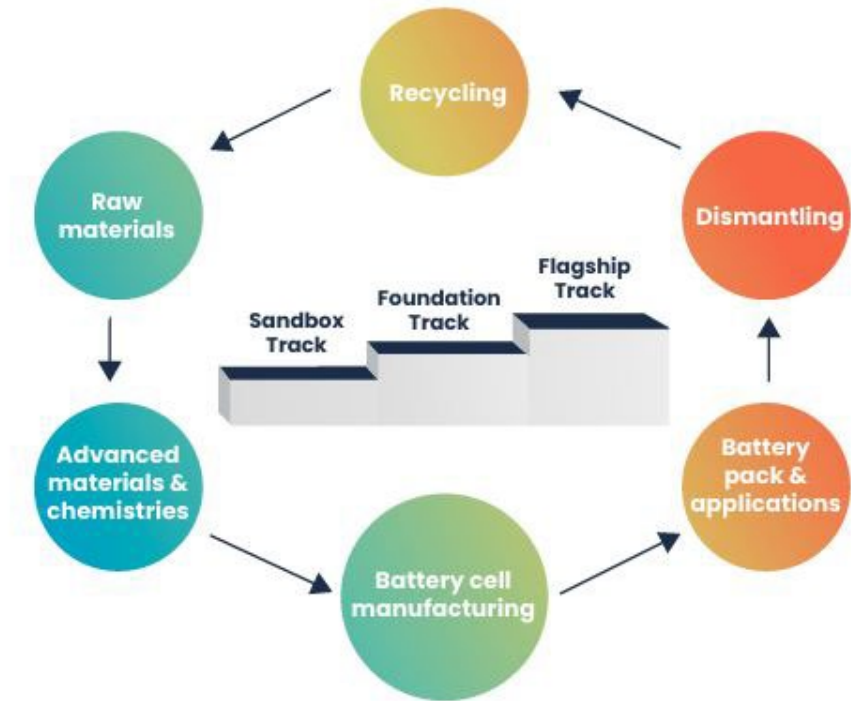 Recycling
Raw
materials
Dismantling
Flagship
Track
Foundation
Track
Sandbox
Track
Advanced
materials &
chemistries
Battery
pack &
applications
Battery cell
manufacturing